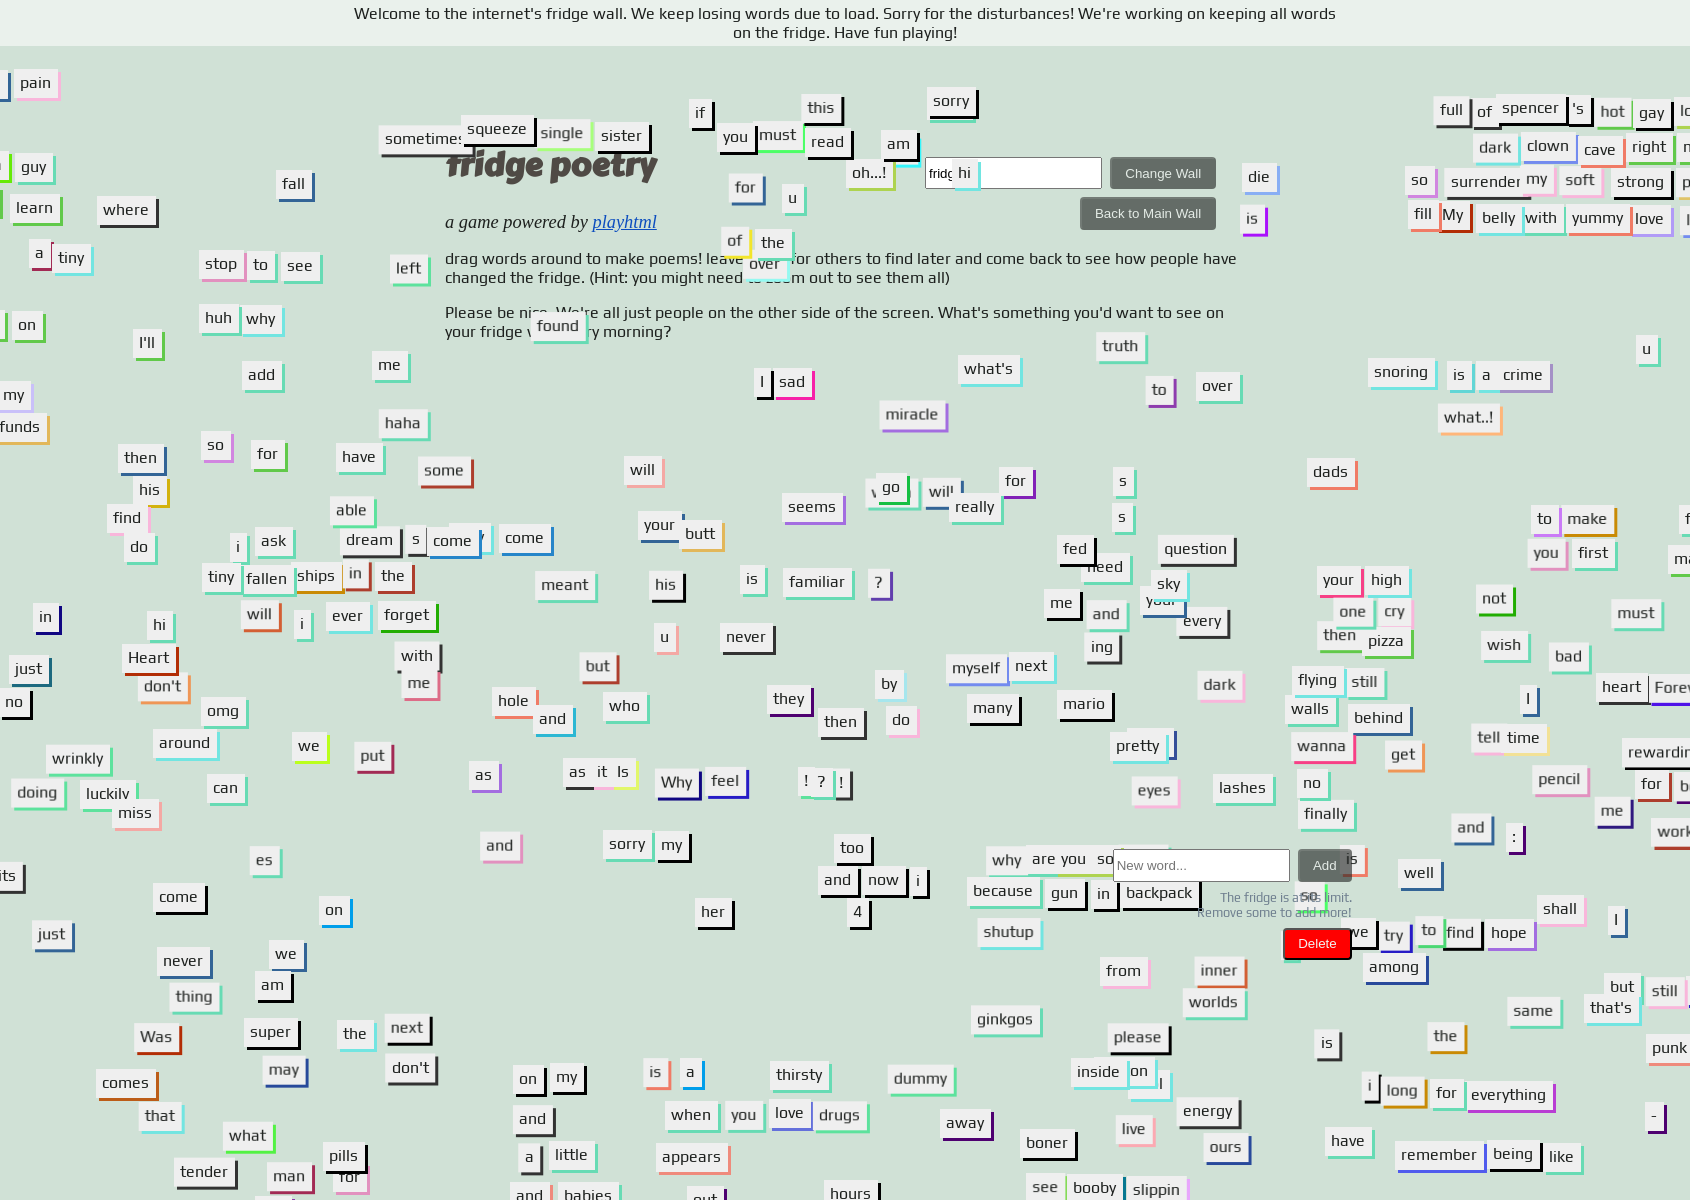 Welcome to the internet's fridge wall. We keep losing words due to load. Sorry for the disturbances! We're working on keeping all words
on the fridge. Have fun playing!
pain
if this sorry
full of spencer 's hot gay
sometimes squeeze single sister
you must read am
dark clown cave right
guy
fridge poetry
oh...! hi Change Wall
die
fall
for u
so surrender my soft strong
learn where
Back to Main Wall
is
fill My belly with yummy love
a game powered by playhtml
of the
a tiny
stop to see
left
over
drag words around to make poems! leave for others to find later and come back to see how people have
changed the fridge. (Hint: you might need to zoom out to see them all)
Please be nice. We're all just people on the other side of the screen. What's something you'd want to see on
your fridge every morning?
on
huh why
found
I'll
truth
u
add
me
I sad
what's
snoring is a crime
my
to over
funds
haha
miracle
what..!
so for have
some
will
then
dads
his
find
do
able
seems
go will for
really
s
s
to make
i ask
dream s come come
your butt
fed question
need
you first
tiny fallen ships in the
meant
his
is familiar ?
sky
your high
in
hi
will i ever forget
me and your every
one cry
not
must
u never
ing
then pizza
wish
bad
just
Heart
don't
with
me
but
myself next
flying still
no
omg
hole and
who
they then
by
do
many mario
dark
walls behind
I
heart
wrinkly
around
we
put
pretty
wanna get
tell time
rewarding
doing luckily
miss
can
as
as it Is
Why feel
! ? !
eyes
lashes
no
finally
pencil
for
me
es
and
sorry my
too
why are you so
New word... Add
is
and :
work
its
come
on
and now i
because gun in backpack
so
The fridge is at its limit.
Remove some to add more!
well
her
4
shall I
just
shutup
Delete
we try to find hope
never
we
thing
am
from
inner
worlds
among
but still
that's
Was
super
the next
ginkgos
please
is
the
same
punk
comes
may
don't
on my
is a
thirsty
dummy
inside on
I
i long for everything
that
and
when you love drugs
away
energy
-
what
a little
appears
boner
live
ours
have
remember being like
tender man pills
for
and babies
out
hours
see booby slippin